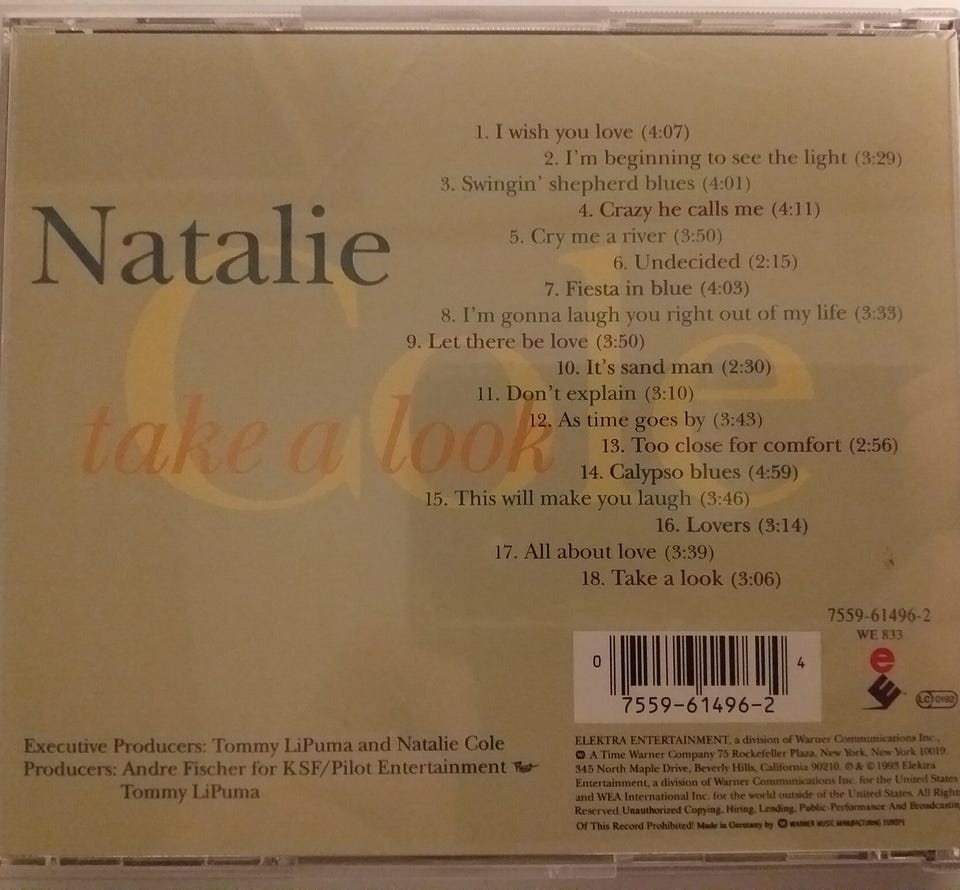 Natalie
Cole
take a look
1. I wish you love (4:07)
2. I'm beginning to see the light (3:29)
3. Swingin' shepherd blues (4:01)
4. Crazy he calls me (4:11)
5. Cry me a river (3:50)
6. Undecided (2:15)
7. Fiesta in blue (4:03)
8. I'm gonna laugh you right out of my life (3:33)
9. Let there be love (3:50)
10. It's sand man (2:30)
11. Don't explain (3:10)
12. As time goes by (3:43)
13. Too close for comfort (2:56)
14. Calypso blues (4:59)
15. This will make you laugh (3:46)
16. Lovers (3:14)
17. All about love (3:39)
18. Take a look (3:06)
7559-61496-2
WE 833
e
E
LC 0192
0 4
7559-61496-2
Executive Producers: Tommy LiPuma and Natalie Cole
Producers: Andre Fischer for KSF/Pilot Entertainment
Tommy LiPuma
ELEKTRA ENTERTAINMENT, a division of Warner Communications Inc.,
A Time Warner Company 75 Rockefeller Plaza, New York, New York 10019.
345 North Maple Drive, Beverly Hills, California 90210. ℗ & © 1993 Elektra
Entertainment, a division of Warner Communications Inc. for the United States
and WEA International Inc. for the world outside of the United States. All Rights
Reserved. Unauthorized Copying, Hiring, Lending, Public-Performance And Broadcasting
Of This Record Prohibited! Made in Germany by WARNER MUSIC MANUFACTURING EUROPE